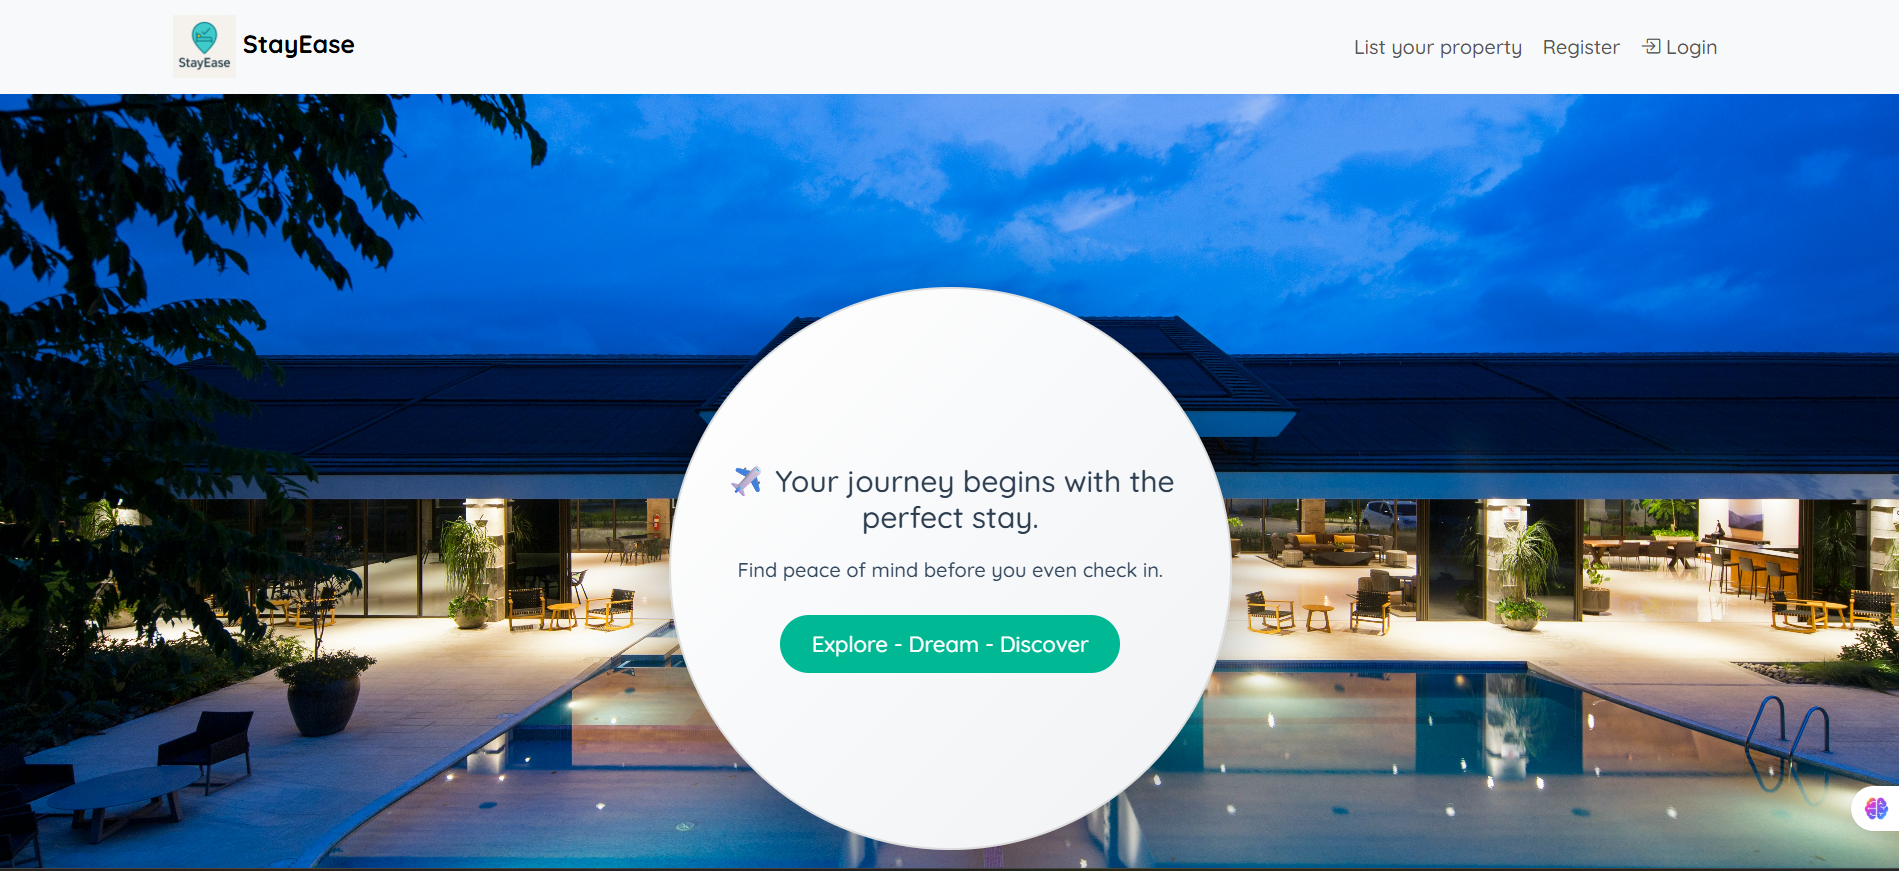 StayEase
StayEase
List your property
Register
Login
Your journey begins with the
perfect stay.
Find peace of mind before you even check in.
Explore - Dream - Discover